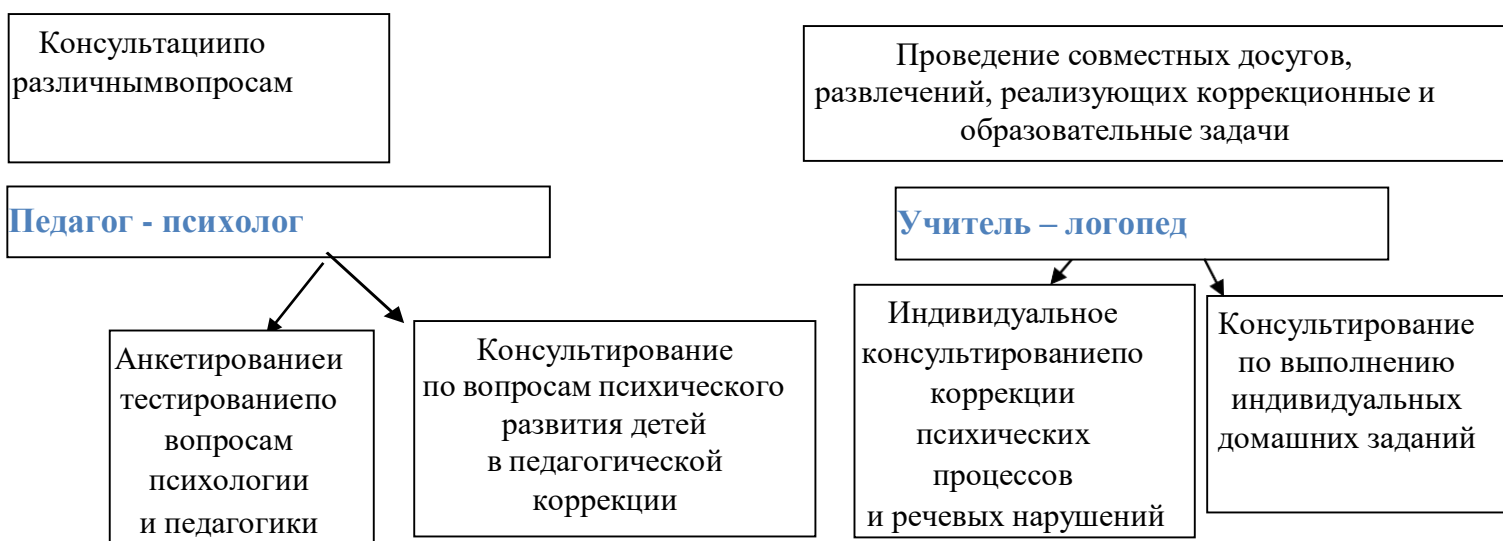 Консультациипо
различнымвопросам
Проведение совместных досугов,
развлечений, реализующих коррекционные и
образовательные задачи
Педагог - психолог
Учитель – логопед
Анкетированиеи
тестированиепо
вопросам
психологии
и педагогики
Консультирование
по вопросам психического
развития детей
в педагогической
коррекции
Индивидуальное
консультированиепо
коррекции
психических
процессов
и речевых нарушений
Консультирование
по выполнению
индивидуальных
домашних заданий